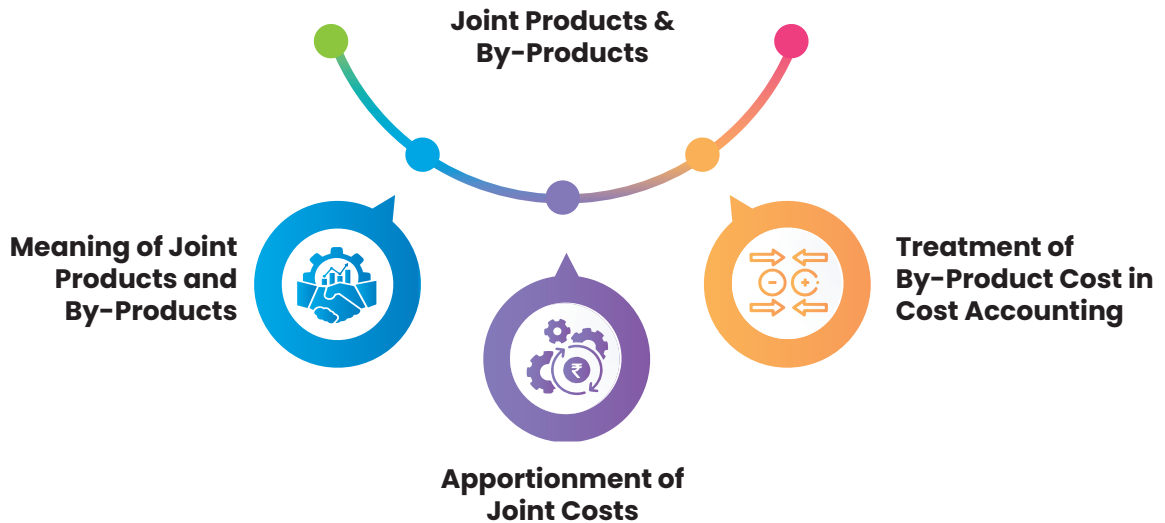 Joint Products &
By-Products
Meaning of Joint
Products and
By-Products
₹
Apportionment of
Joint Costs
Treatment of
By-Product Cost in
Cost Accounting